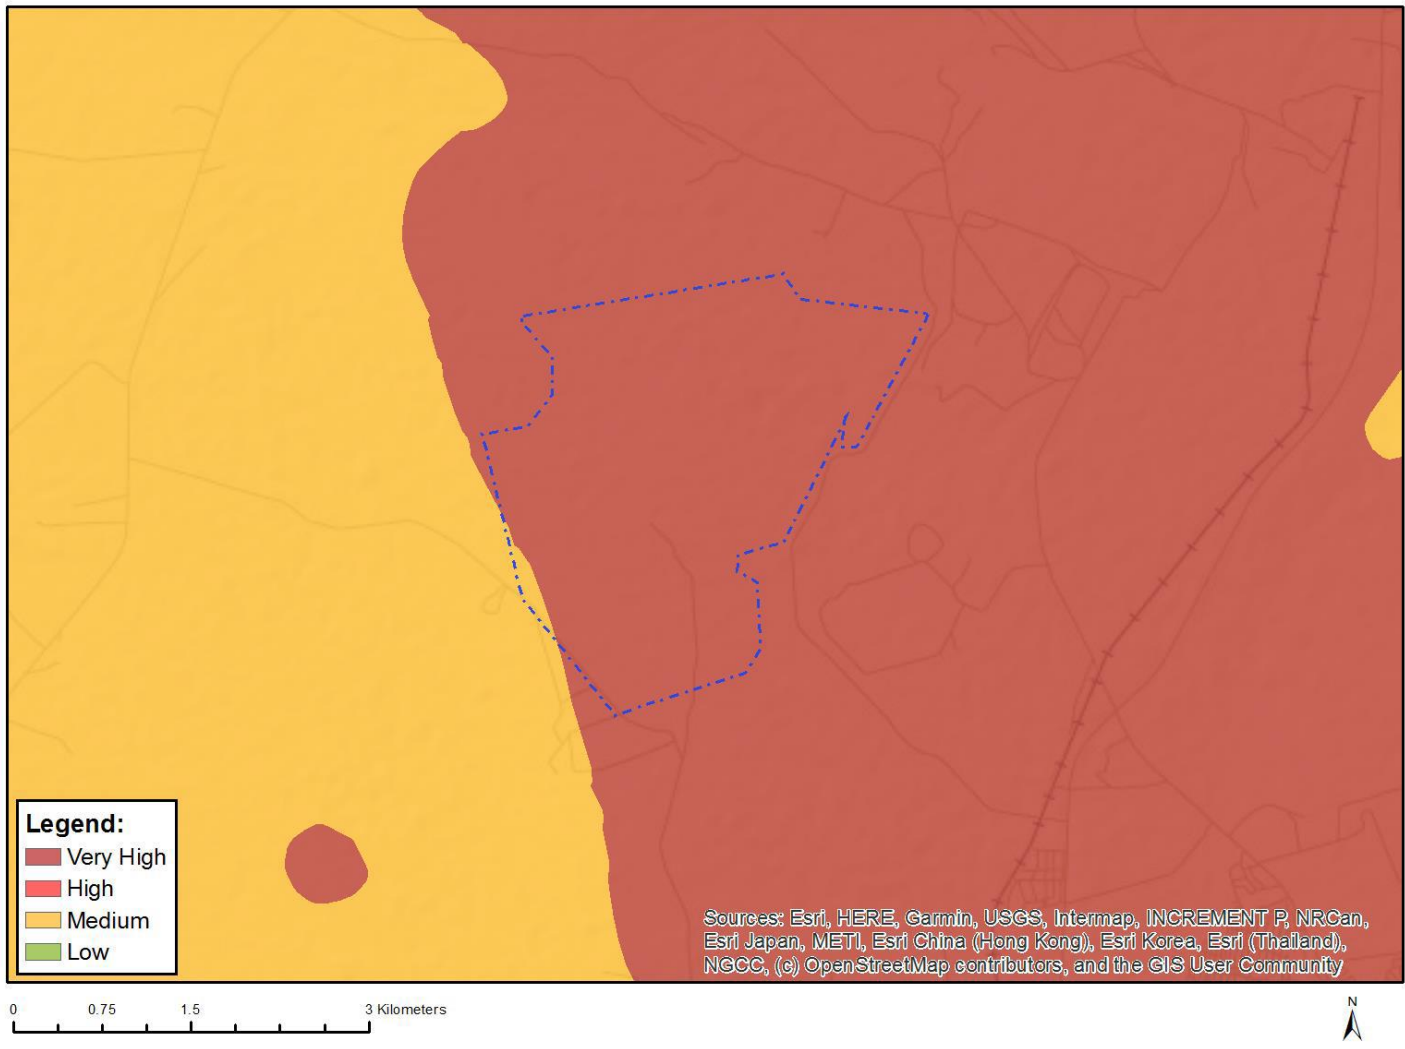 Legend:
Very High
High
Medium
Low
Sources: Esri, HERE, Garmin, USGS, Intermap, INCREMENT P, NRCan,
Esri Japan, METI, Esri China (Hong Kong), Esri Korea, Esri (Thailand),
NGCC, (c) OpenStreetMap contributors, and the GIS User Community
0 0.75 1.5 3 Kilometers
N